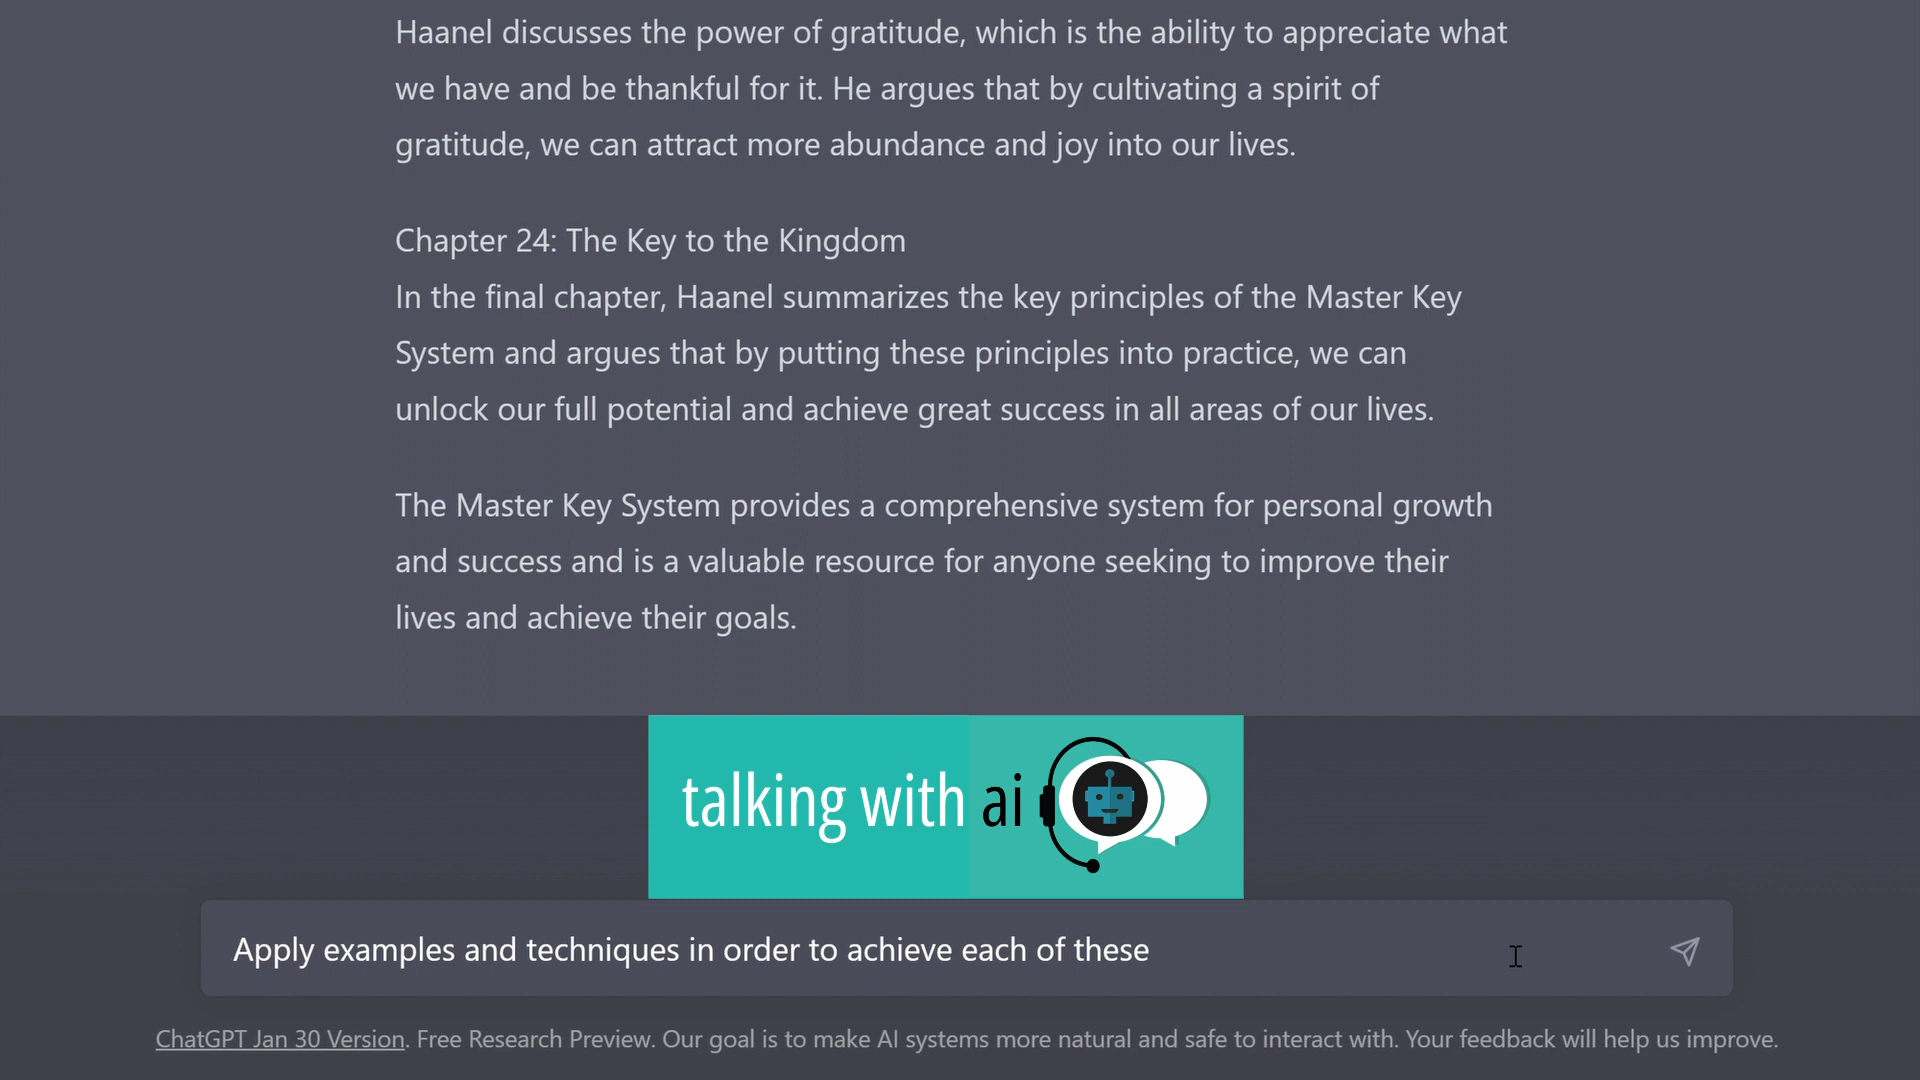 Haanel discusses the power of gratitude, which is the ability to appreciate what
we have and be thankful for it. He argues that by cultivating a spirit of
gratitude, we can attract more abundance and joy into our lives.
Chapter 24: The Key to the Kingdom
In the final chapter, Haanel summarizes the key principles of the Master Key
System and argues that by putting these principles into practice, we can
unlock our full potential and achieve great success in all areas of our lives.
The Master Key System provides a comprehensive system for personal growth
and success and is a valuable resource for anyone seeking to improve their
lives and achieve their goals.
talking with ai
Apply examples and techniques in order to achieve each of these
ChatGPT Jan 30 Version. Free Research Preview. Our goal is to make AI systems more natural and safe to interact with. Your feedback will help us improve.